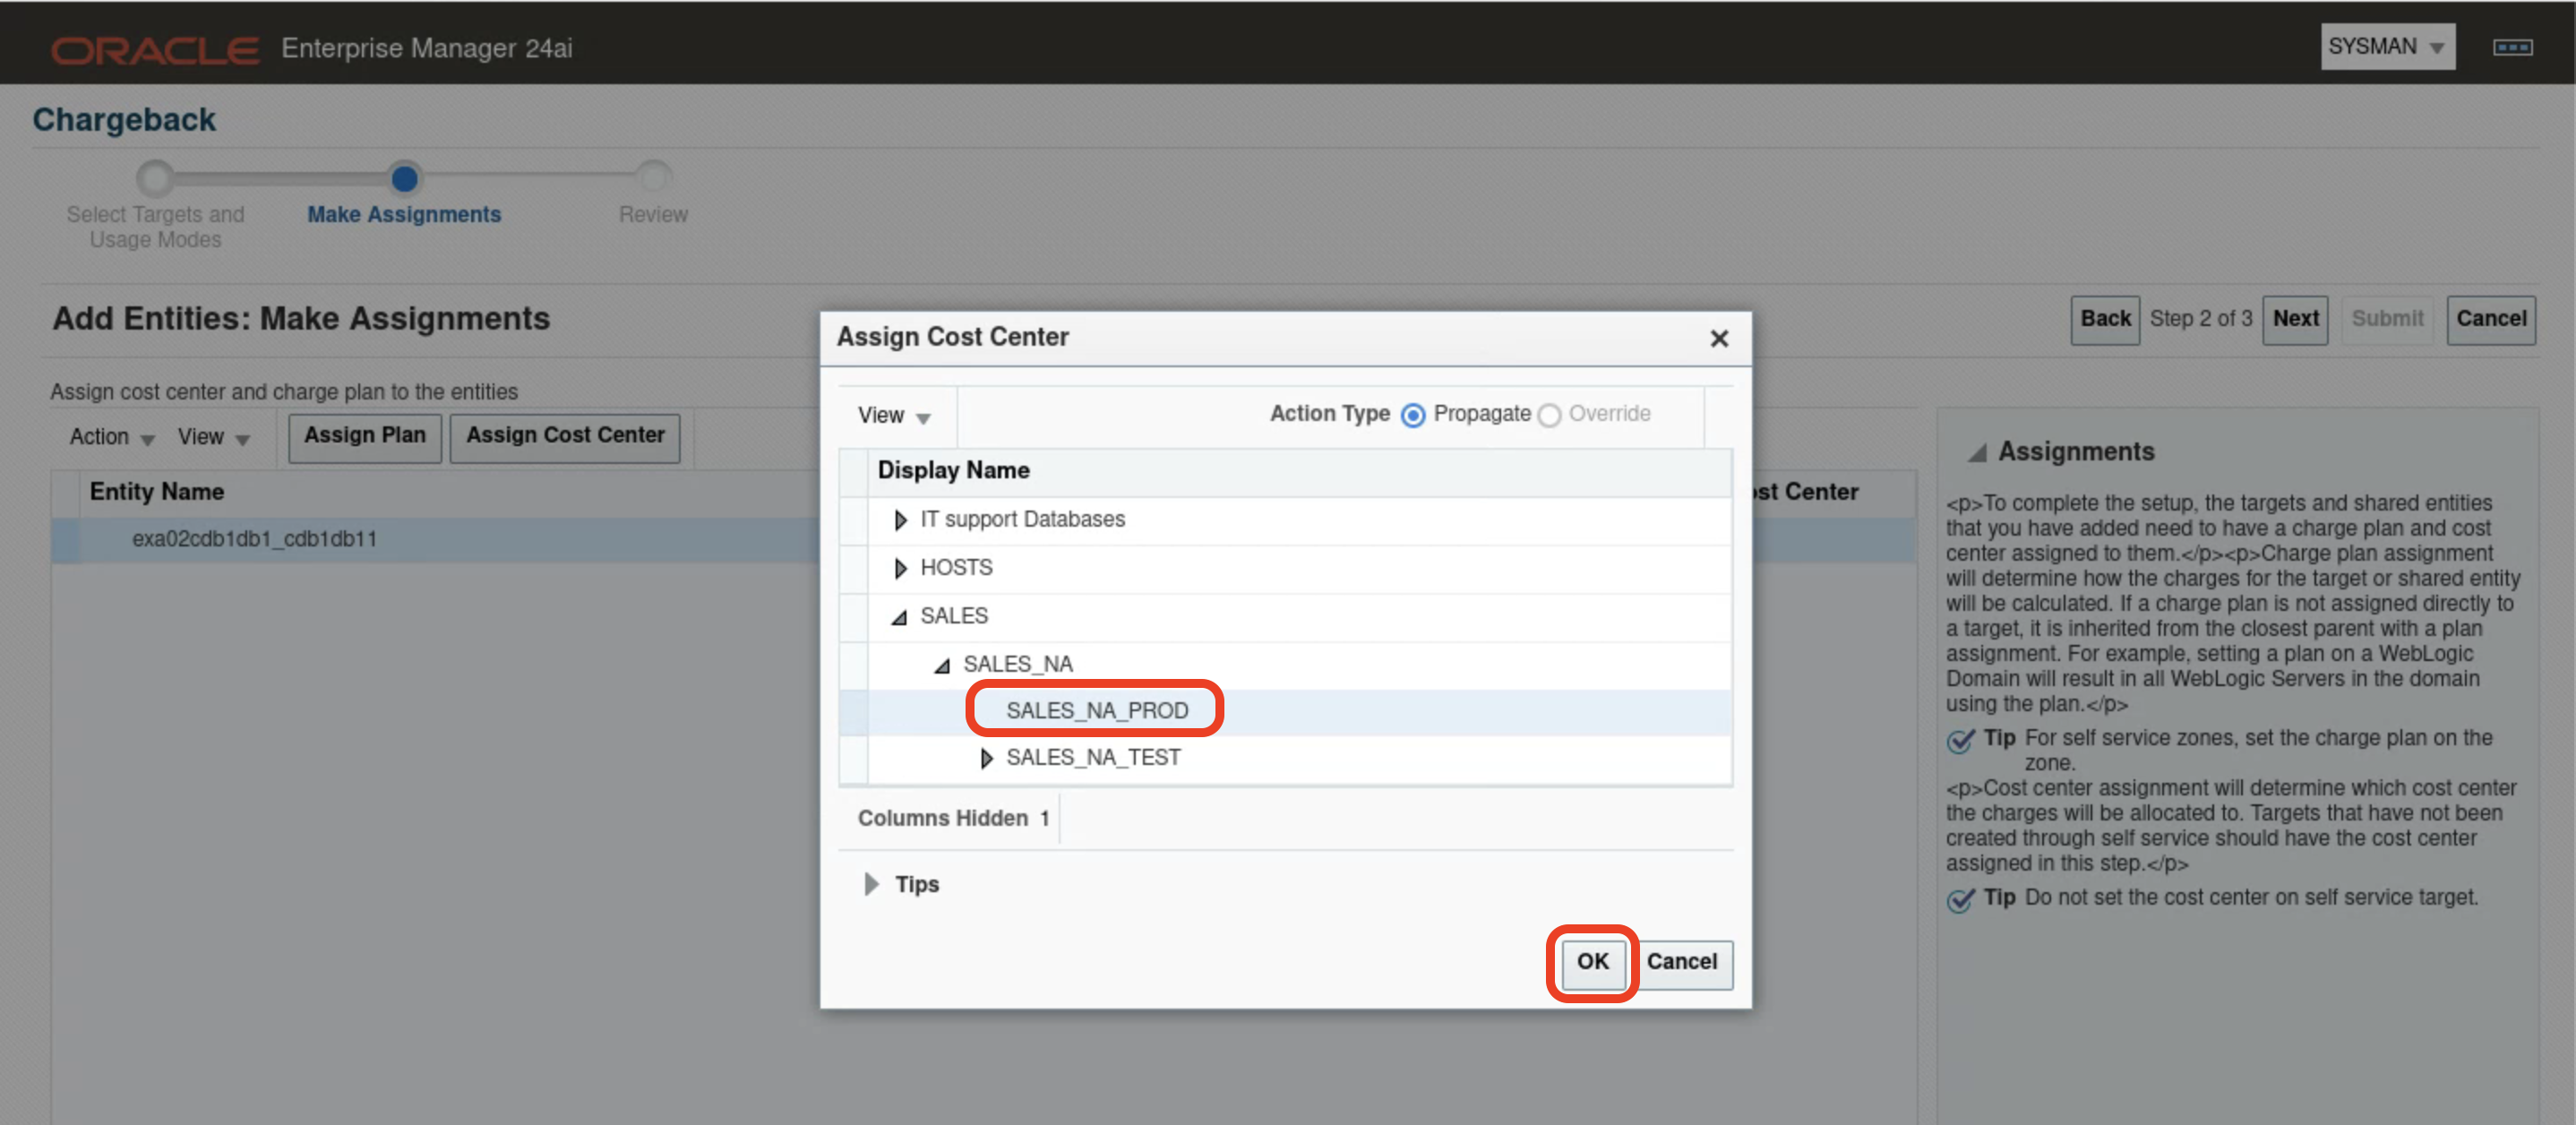 ORACLE Enterprise Manager 24ai
SYSMAN
Chargeback
Select Targets and
Usage Modes
Make Assignments
Review
Add Entities: Make Assignments
Back Step 2 of 3 Next Submit Cancel
Assign cost center and charge plan to the entities
Action View Assign Plan Assign Cost Center
Entity Name
ost Center
exa02cdb1db1_cdb1db11
Assign Cost Center
View
Action Type Propagate Override
Display Name
IT support Databases
HOSTS
SALES
SALES_NA
SALES_NA_PROD
SALES_NA_TEST
Columns Hidden 1
Tips
OK Cancel
Assignments
<p>To complete the setup, the targets and shared entities
that you have added need to have a charge plan and cost
center assigned to them.</p><p>Charge plan assignment
will determine how the charges for the target or shared entity
will be calculated. If a charge plan is not assigned directly to
a target, it is inherited from the closest parent with a plan
assignment. For example, setting a plan on a WebLogic
Domain will result in all WebLogic Servers in the domain
using the plan.</p>
Tip For self service zones, set the charge plan on the
zone.
<p>Cost center assignment will determine which cost center
the charges will be allocated to. Targets that have not been
created through self service should have the cost center
assigned in this step.</p>
Tip Do not set the cost center on self service target.